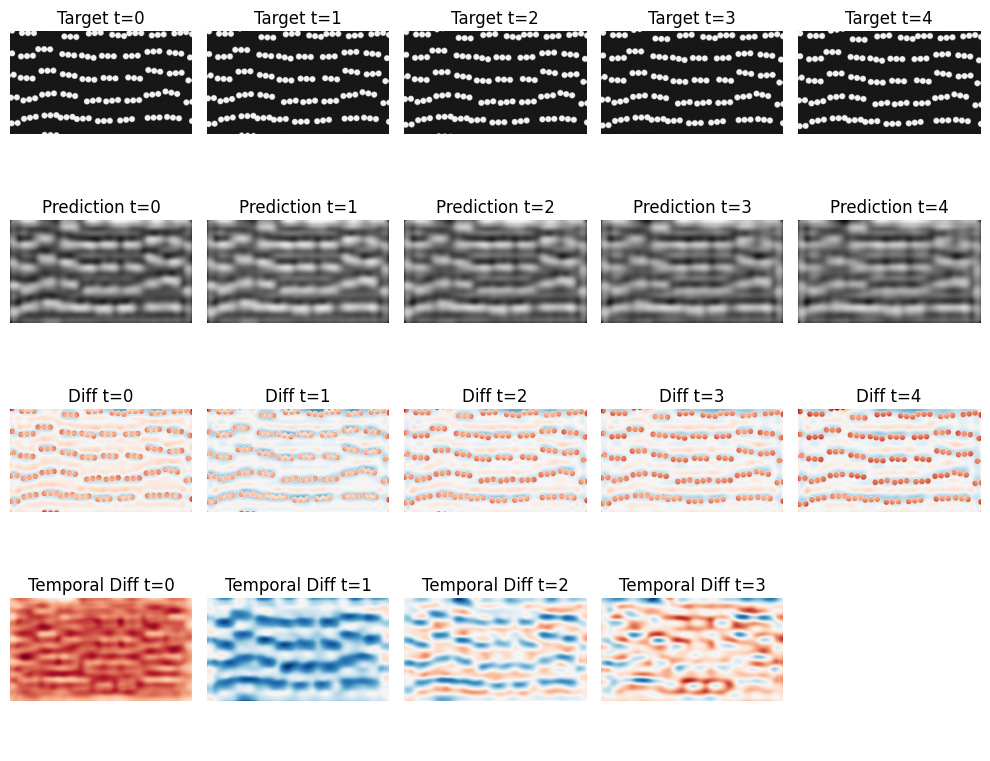 Target t=0 Target t=1 Target t=2 Target t=3 Target t=4
Prediction t=0 Prediction t=1 Prediction t=2 Prediction t=3 Prediction t=4
Diff t=0 Diff t=1 Diff t=2 Diff t=3 Diff t=4
Temporal Diff t=0 Temporal Diff t=1 Temporal Diff t=2 Temporal Diff t=3